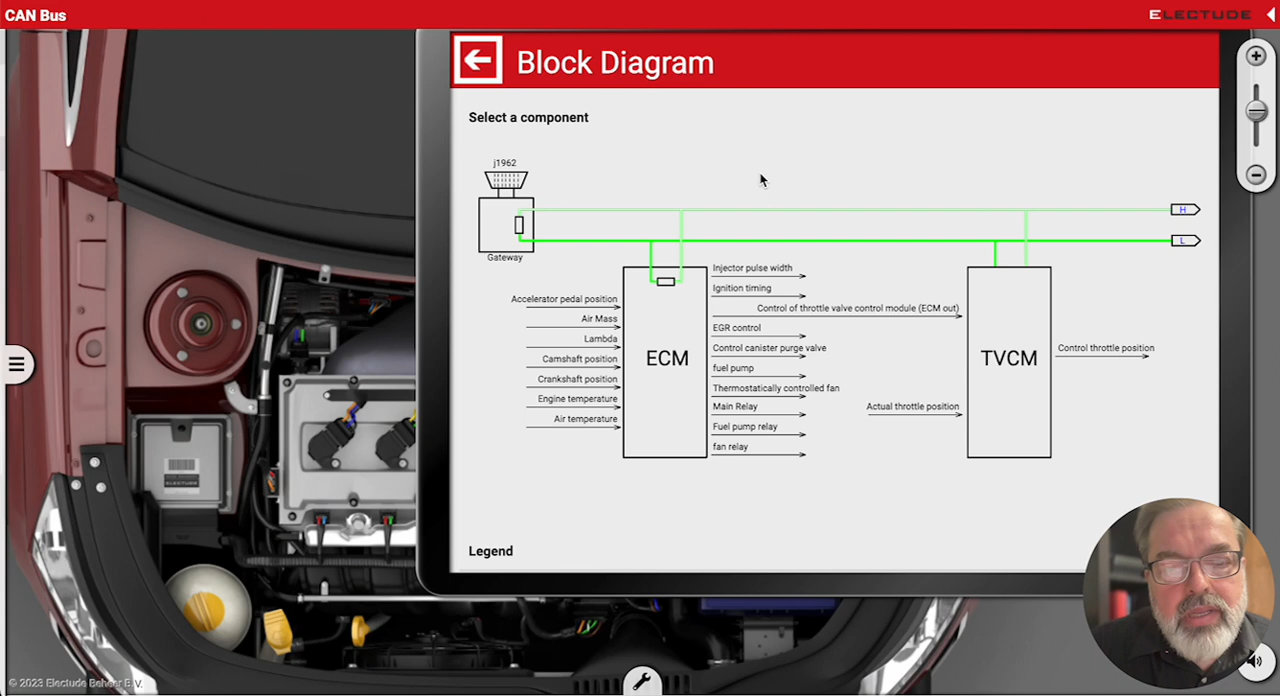 CAN Bus
ELECTUDE
Block Diagram
Select a component
j1962
H
L
Gateway
Injector pulse width
Ignition timing
Accelerator pedal position
Control of throttle valve control module (ECM out)
Air Mass
EGR control
Lambda
Control canister purge valve
Camshaft position
fuel pump
ECM
TVCM
Control throttle position
Crankshaft position
Thermostatically controlled fan
Engine temperature
Main Relay
Actual throttle position
Air temperature
Fuel pump relay
fan relay
ELECTUDE
Legend
© 2023 Electude Beheer B.V.